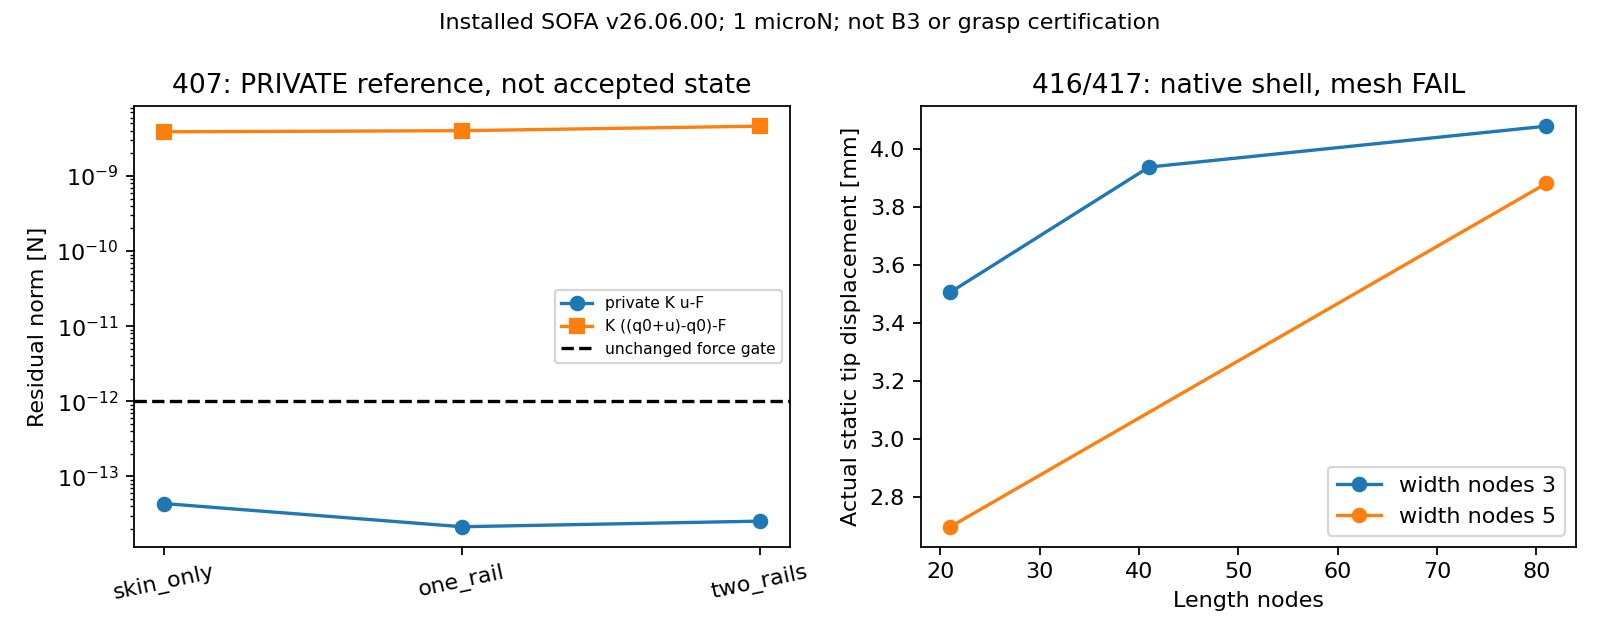 Installed SOFA v26.06.00; 1 microN; not B3 or grasp certification
407: PRIVATE reference, not accepted state
Residual norm [N]
10⁻⁹
10⁻¹⁰
10⁻¹¹
10⁻¹²
10⁻¹³
private K u-F
K ((q0+u)-q0)-F
unchanged force gate
skin_only
one_rail
two_rails
416/417: native shell, mesh FAIL
Actual static tip displacement [mm]
4.0
3.8
3.6
3.4
3.2
3.0
2.8
width nodes 3
width nodes 5
20
30
40
50
60
70
80
Length nodes